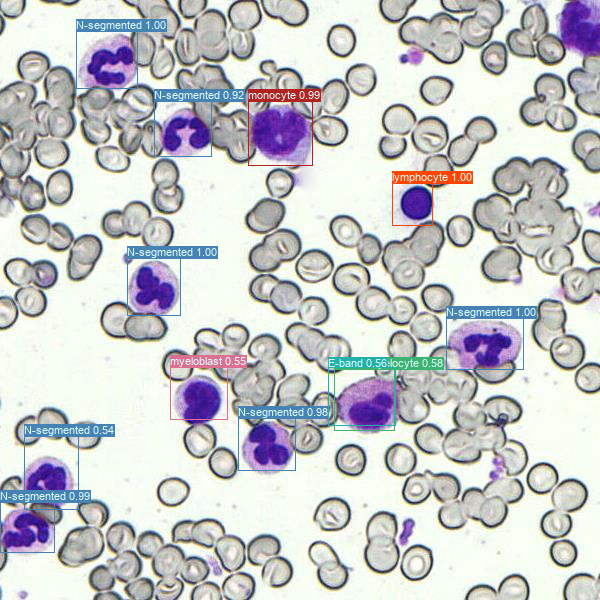 N-segmented 1.00
N-segmented 0.92
monocyte 0.99
lymphocyte 1.00
N-segmented 1.00
N-segmented 1.00
myeloblast 0.55
E-band 0.56
locyte 0.58
N-segmented 0.98
N-segmented 0.54
N-segmented 0.99